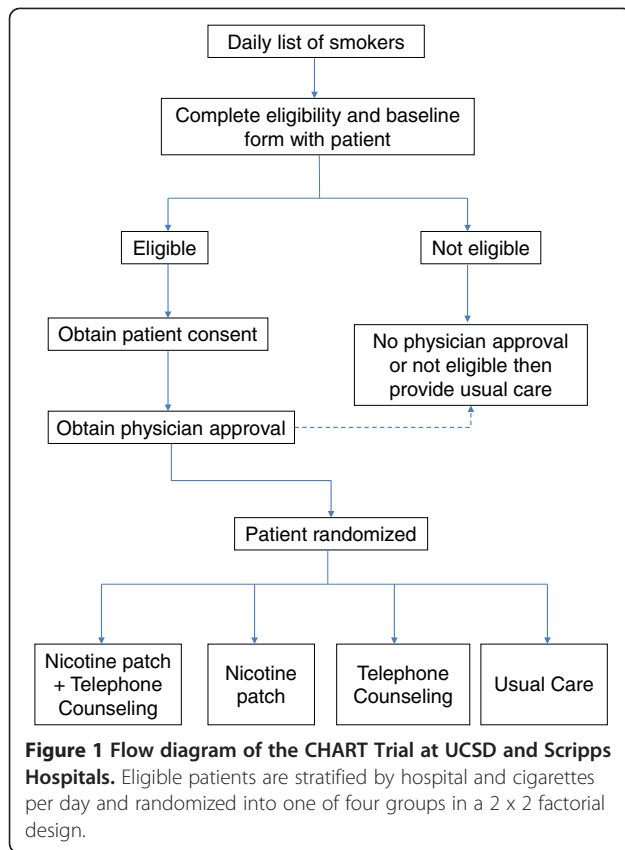 Daily list of smokers
Complete eligibility and baseline
form with patient
Eligible
Not eligible
Obtain patient consent
No physician approval
or not eligible then
provide usual care
Obtain physician approval
Patient randomized
Nicotine patch
+ Telephone
Counseling
Nicotine
patch
Telephone
Counseling
Usual Care
Figure 1 Flow diagram of the CHART Trial at UCSD and Scripps
Hospitals. Eligible patients are stratified by hospital and cigarettes
per day and randomized into one of four groups in a 2 x 2 factorial
design.